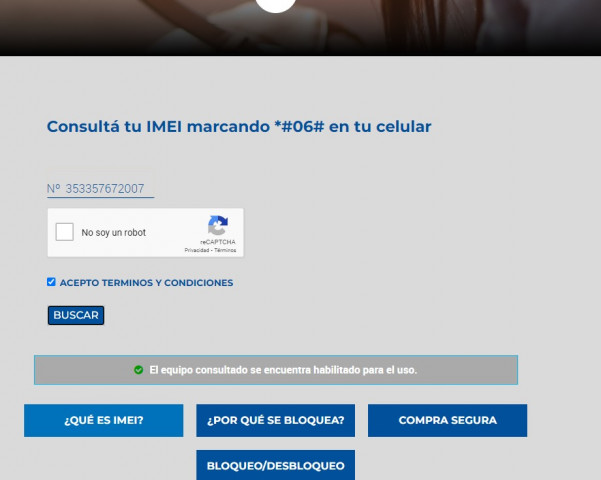 Consultá tu IMEI marcando *#06# en tu celular
Nº 353357672007
No soy un robot
reCAPTCHA
Privacidad - Términos
ACEPTO TERMINOS Y CONDICIONES
BUSCAR
El equipo consultado se encuentra habilitado para el uso.
¿QUÉ ES IMEI? ¿POR QUÉ SE BLOQUEA? COMPRA SEGURA
BLOQUEO/DESBLOQUEO